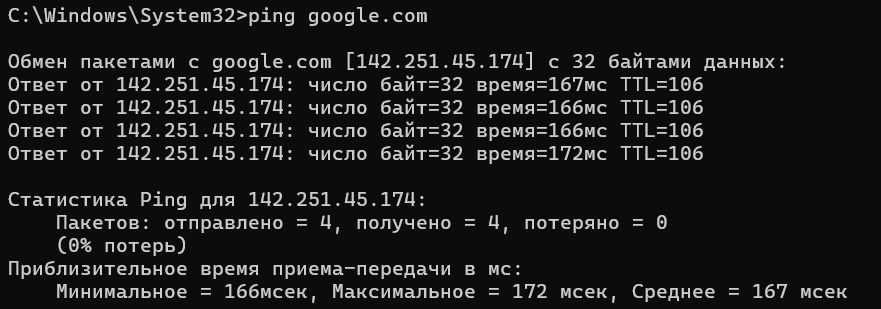 C:\Windows\System32>ping google.com
Обмен пакетами с google.com [142.251.45.174] с 32 байтами данных:
Ответ от 142.251.45.174: число байт=32 время=167мс TTL=106
Ответ от 142.251.45.174: число байт=32 время=166мс TTL=106
Ответ от 142.251.45.174: число байт=32 время=166мс TTL=106
Ответ от 142.251.45.174: число байт=32 время=172мс TTL=106
Статистика Ping для 142.251.45.174:
Пакетов: отправлено = 4, получено = 4, потеряно = 0
(0% потерь)
Приблизительное время приема-передачи в мс:
Минимальное = 166мсек, Максимальное = 172 мсек, Среднее = 167 мсек